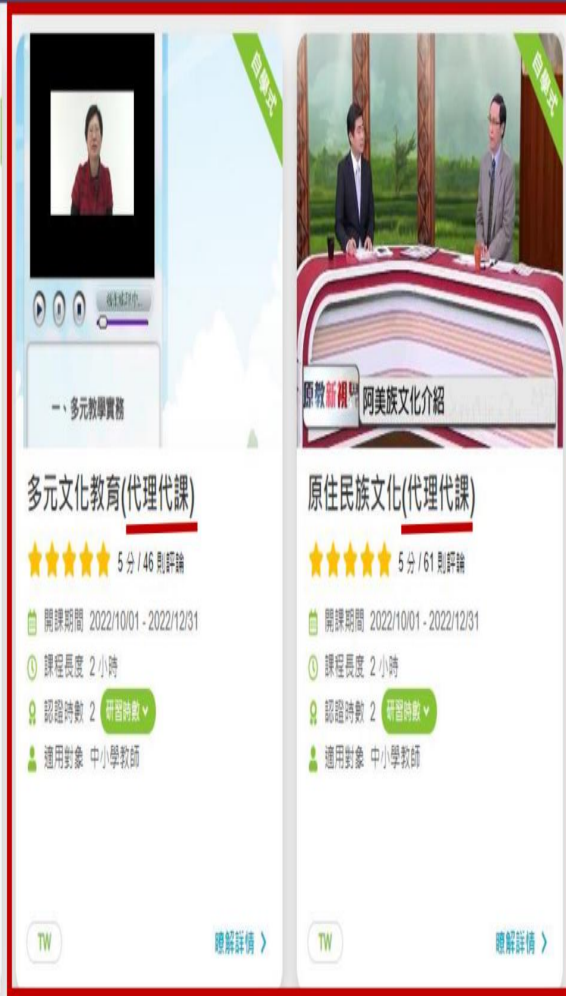 自學式
一、多元教學實務
多元文化教育(代理代課)
5 分 / 46 則評論
開課期間 2022/10/01 - 2022/12/31
課程長度 2 小時
認證時數 2 研習時數
適用對象 中小學教師
TW
瞭解詳情
自學式
原教新視
阿美族文化介紹
原住民族文化(代理代課)
5 分 / 61 則評論
開課期間 2022/10/01 - 2022/12/31
課程長度 2 小時
認證時數 2 研習時數
適用對象 中小學教師
TW
瞭解詳情